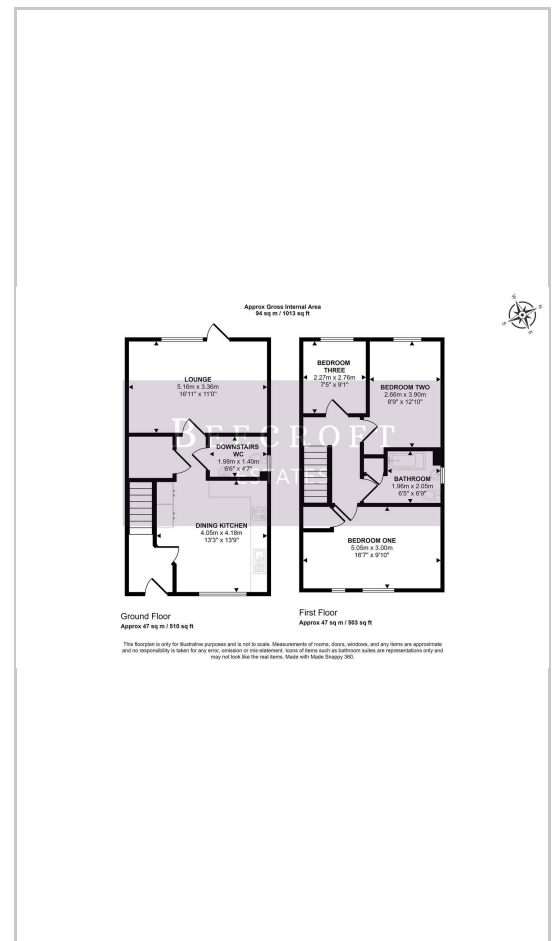 Approx Gross Internal Area
94 sq m / 1013 sq ft
LOUNGE
5.16m x 3.36m
16'11" x 11'0"
DOWNSTAIRS
WC
1.98m x 1.40m
6'6" x 4'7"
DINING KITCHEN
4.05m x 4.18m
13'3" x 13'9"
BEDROOM
THREE
2.27m x 2.76m
7'5" x 9'1"
BEDROOM TWO
2.66m x 3.90m
8'9" x 12'10"
BATHROOM
1.96m x 2.05m
6'5" x 6'9"
BEDROOM ONE
5.05m x 3.00m
16'7" x 9'10"
BEECROFT
ESTATES
Ground Floor
Approx 47 sq m / 510 sq ft
First Floor
Approx 47 sq m / 503 sq ft
This floorplan is only for illustrative purposes and is not to scale. Measurements of rooms, doors, windows, and any items are approximate
and no responsibility is taken for any error, omission or mis-statement. Icons of items such as bathroom suites are representations only and
may not look like the real items. Made with Made Snappy 360.